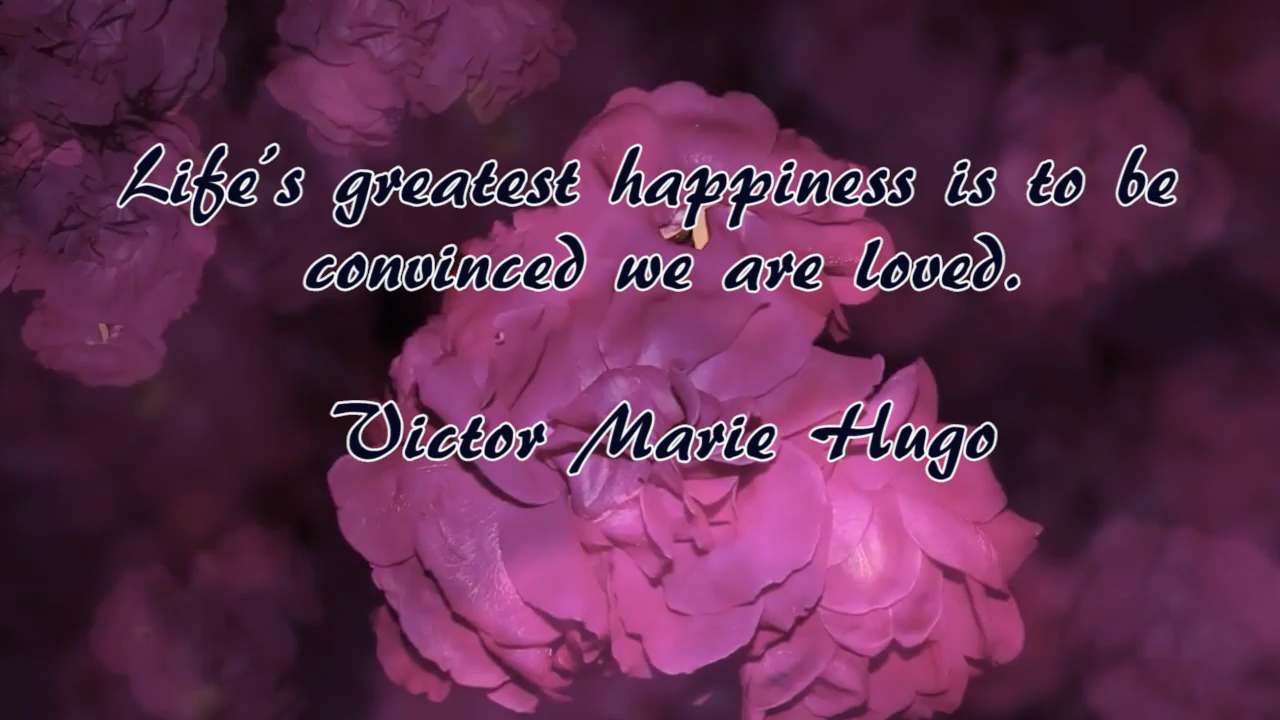 Life's greatest happiness is to be
convinced we are loved.
Victor Marie Hugo